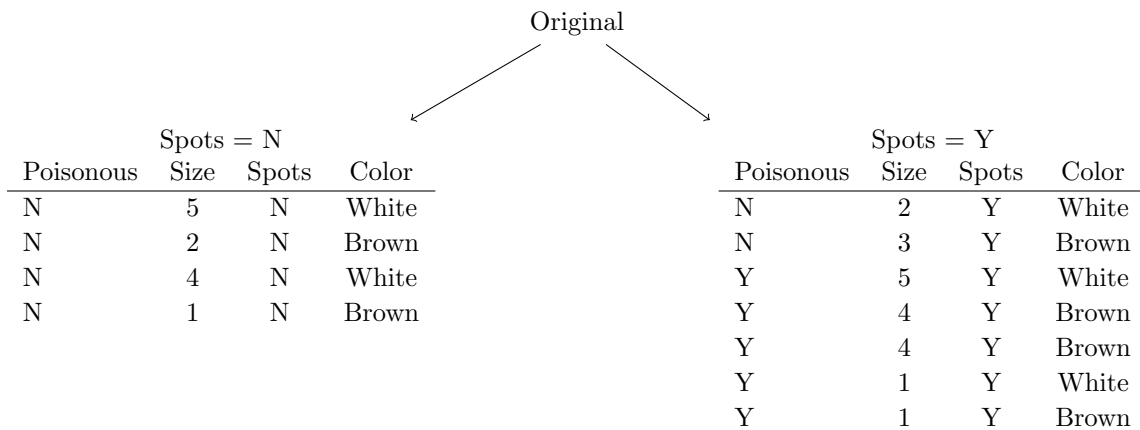 Original
Spots = N
Poisonous Size Spots Color
N 5 N White
N 2 N Brown
N 4 N White
N 1 N Brown
Spots = Y
Poisonous Size Spots Color
N 2 Y White
N 3 Y Brown
Y 5 Y White
Y 4 Y Brown
Y 4 Y Brown
Y 1 Y White
Y 1 Y Brown